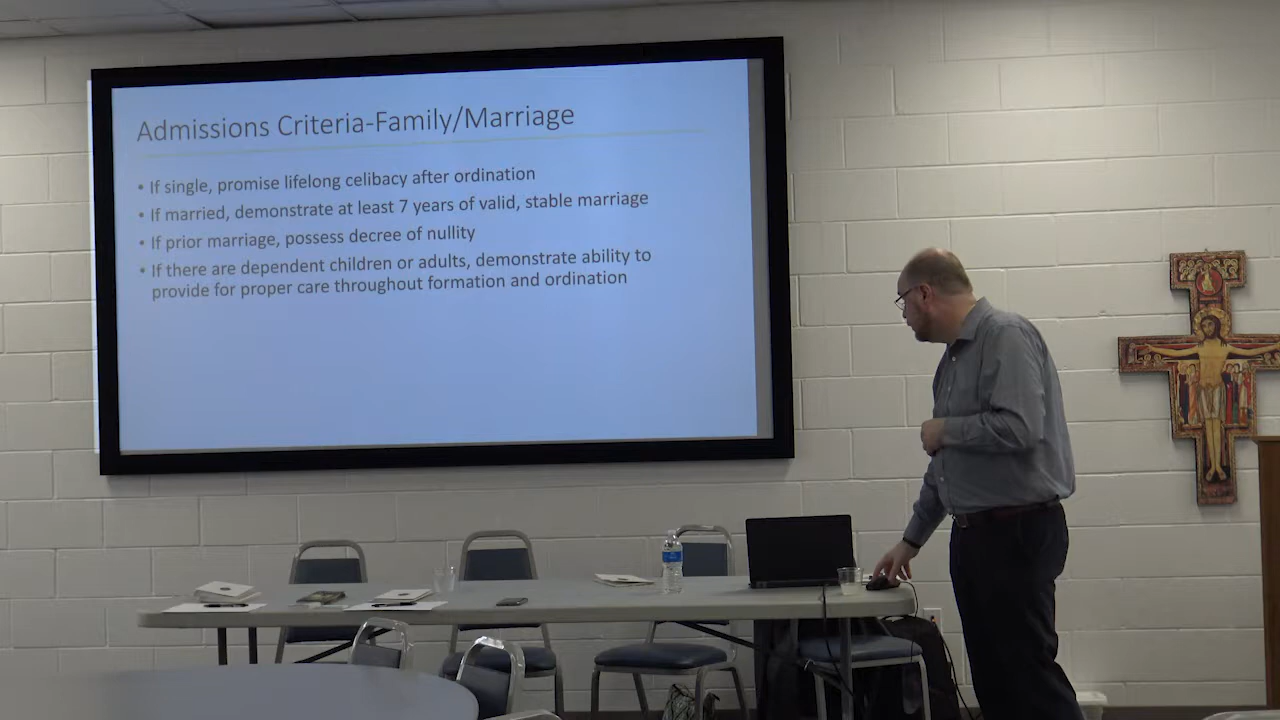 Admissions Criteria-Family/Marriage
• If single, promise lifelong celibacy after ordination
• If married, demonstrate at least 7 years of valid, stable marriage
• If prior marriage, possess decree of nullity
• If there are dependent children or adults, demonstrate ability to
provide for proper care throughout formation and ordination